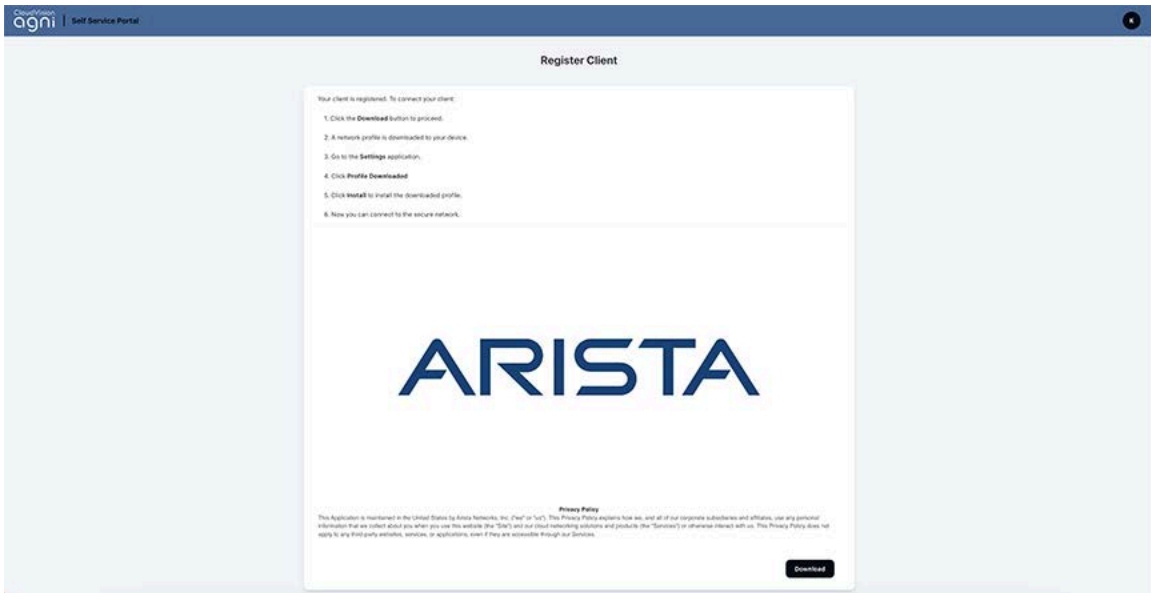 CloudVision
agni | Self Service Portal
K
Register Client
Your client is registered. To connect your client:
1. Click the Download button to proceed.
2. A network profile is downloaded to your device.
3. Go to the Settings application.
4. Click Profile Downloaded
5. Click Install to install the downloaded profile.
6. Now you can connect to the secure network.
ARISTA
Privacy Policy
This Application is maintained in the United States by Arista Networks, Inc. ("we" or "us"). This Privacy Policy explains how we, and all of our corporate subsidiaries and affiliates, use any personal
information that we collect about you when you use this website (the "Site") and our cloud networking solutions and products (the "Services") or otherwise interact with us. This Privacy Policy does not
apply to any third-party websites, services, or applications, even if they are accessible through our Services.
Download